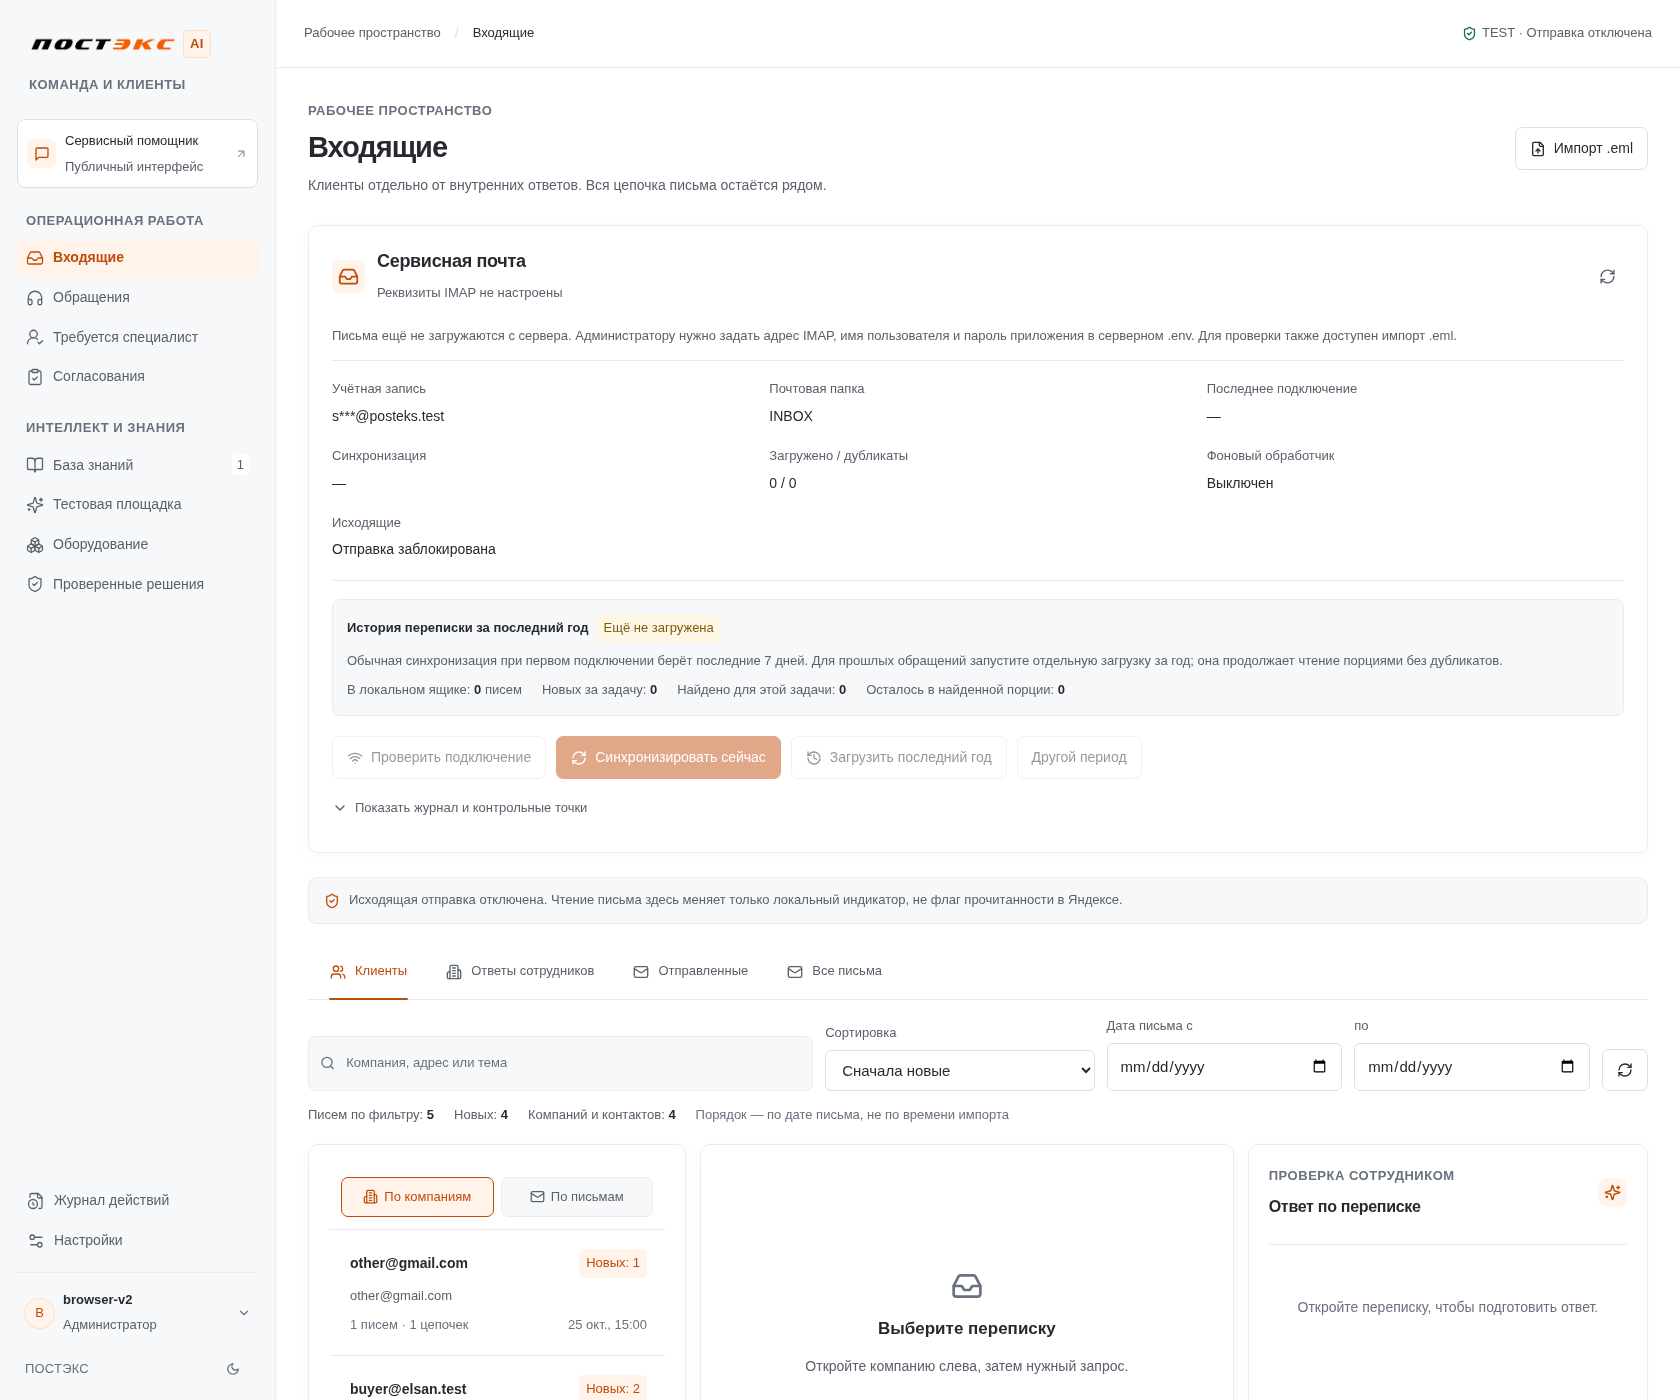 ПОСТЭКС AI
КОМАНДА И КЛИЕНТЫ
Сервисный помощник
Публичный интерфейс
ОПЕРАЦИОННАЯ РАБОТА
Входящие
Обращения
Требуется специалист
Согласования
ИНТЕЛЛЕКТ И ЗНАНИЯ
База знаний 1
Тестовая площадка
Оборудование
Проверенные решения
Журнал действий
Настройки
B
browser-v2
Администратор
ПОСТЭКС
Рабочее пространство / Входящие
TEST · Отправка отключена
РАБОЧЕЕ ПРОСТРАНСТВО
Входящие
Импорт .eml
Клиенты отдельно от внутренних ответов. Вся цепочка письма остаётся рядом.
Сервисная почта
Реквизиты IMAP не настроены
Письма ещё не загружаются с сервера. Администратору нужно задать адрес IMAP, имя пользователя и пароль приложения в серверном .env. Для проверки также доступен импорт .eml.
Учётная запись
s***@posteks.test
Почтовая папка
INBOX
Последнее подключение
—
Синхронизация
—
Загружено / дубликаты
0 / 0
Фоновый обработчик
Выключен
Исходящие
Отправка заблокирована
История переписки за последний год Ещё не загружена
Обычная синхронизация при первом подключении берёт последние 7 дней. Для прошлых обращений запустите отдельную загрузку за год; она продолжает чтение порциями без дубликатов.
В локальном ящике: 0 писем Новых за задачу: 0 Найдено для этой задачи: 0 Осталось в найденной порции: 0
Проверить подключение Синхронизировать сейчас Загрузить последний год Другой период
Показать журнал и контрольные точки
Исходящая отправка отключена. Чтение письма здесь меняет только локальный индикатор, не флаг прочитанности в Яндексе.
Клиенты Ответы сотрудников Отправленные Все письма
Компания, адрес или тема
Сортировка
Сначала новые
Дата письма с
mm/dd/yyyy
по
mm/dd/yyyy
Писем по фильтру: 5 Новых: 4 Компаний и контактов: 4 Порядок — по дате письма, не по времени импорта
По компаниям По письмам
other@gmail.com Новых: 1
other@gmail.com
1 писем · 1 цепочек 25 окт., 15:00
buyer@elsan.test Новых: 2
Выберите переписку
Откройте компанию слева, затем нужный запрос.
ПРОВЕРКА СОТРУДНИКОМ
Ответ по переписке
Откройте переписку, чтобы подготовить ответ.